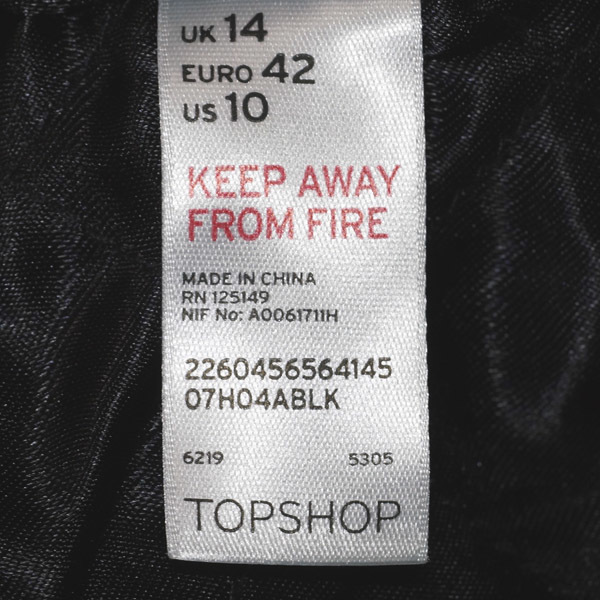 UK 14
EURO 42
US 10
KEEP AWAY
FROM FIRE
MADE IN CHINA
RN 125149
NIF No: A0061711H
2260456564145
07H04ABLK
6219 5305
TOPSHOP